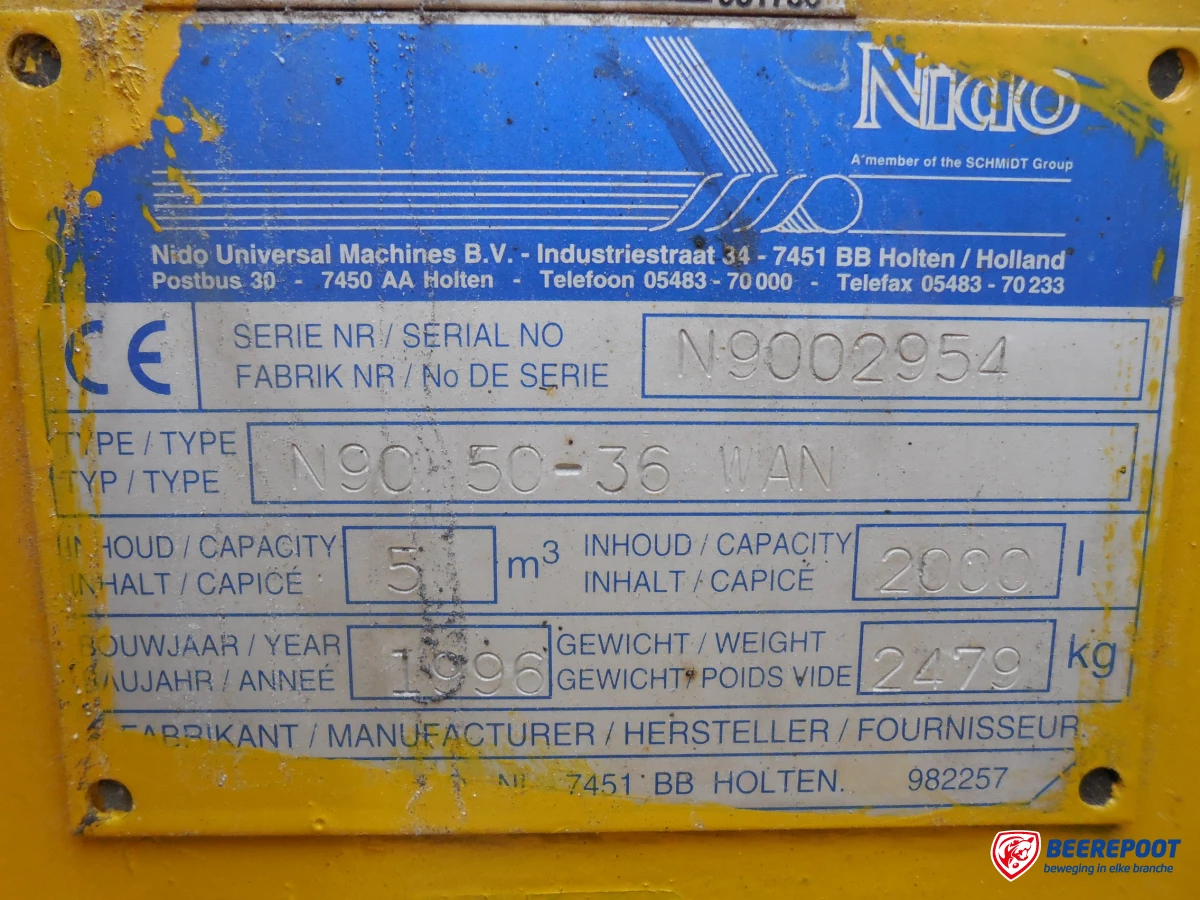 Nido
A member of the SCHMIDT Group
Nido Universal Machines B.V. - Industriestraat 34 - 7451 BB Holten / Holland
Postbus 30 - 7450 AA Holten - Telefoon 05483 - 70 000 - Telefax 05483 - 70 233
CE
SERIE NR / SERIAL NO
FABRIK NR / No DE SERIE
N9002954
TYPE / TYPE
TYP / TYPE
N90 50-36 WAN
INHOUD / CAPACITY
INHALT / CAPICÉ
5 m³
INHOUD / CAPACITY
INHALT / CAPICÉ
2000 l
BOUWJAAR / YEAR
BAUJAHR / ANNEÉ
1996
GEWICHT / WEIGHT
GEWICHT / POIDS VIDE
2479 kg
FABRIKANT / MANUFACTURER / HERSTELLER / FOURNISSEUR
7451 BB HOLTEN. 982257
BEEREPOOT
beweging in elke branche